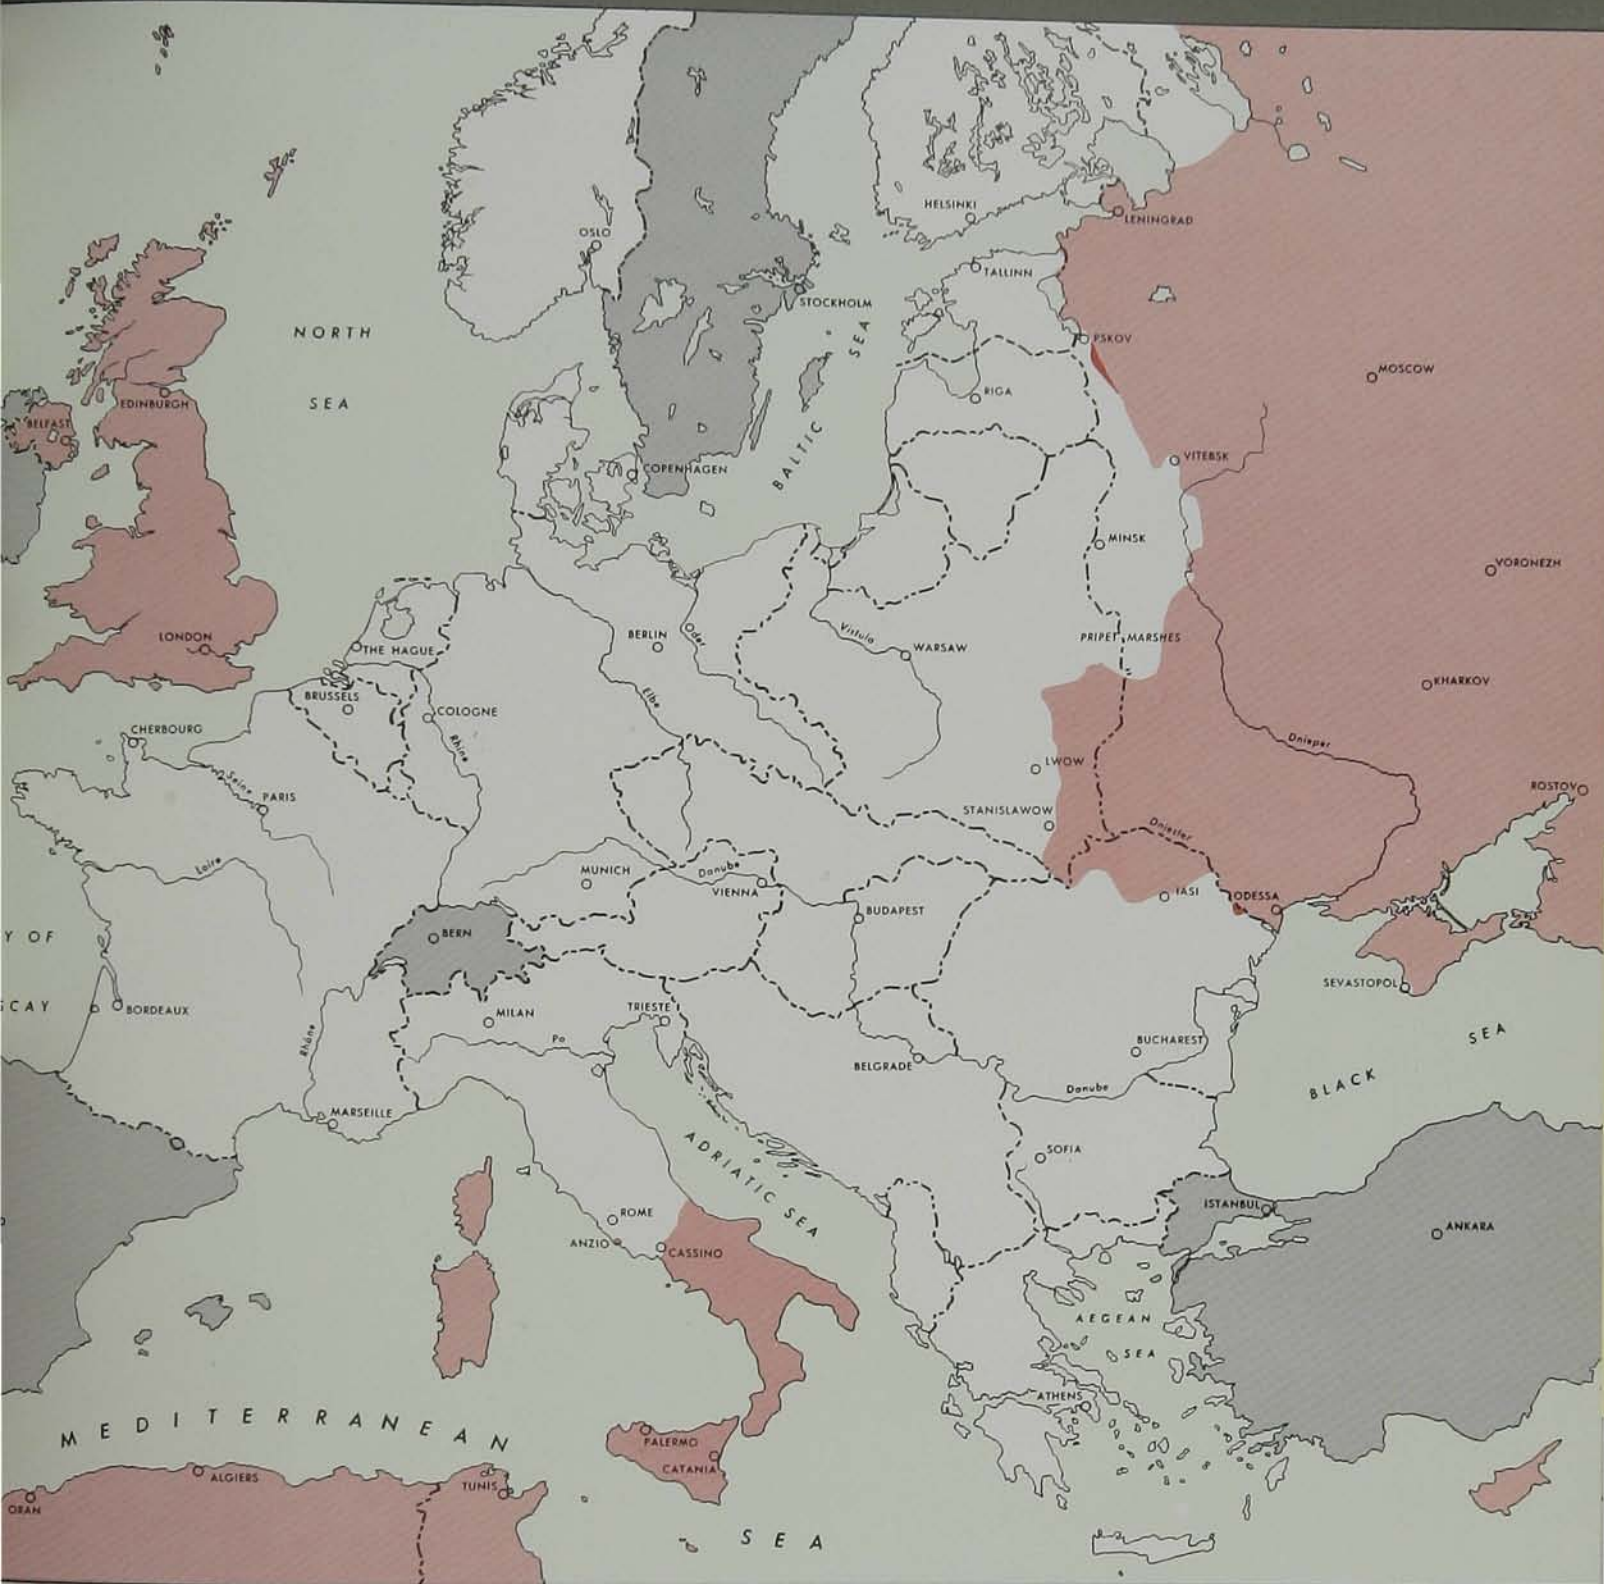 HELSINKI
LENINGRAD
OSLO
TALLINN
STOCKHOLM
NORTH
SEA
BALTIC
SEA
PSKOV
MOSCOW
RIGA
EDINBURGH
BELFAST
COPENHAGEN
VITEBSK
MINSK
VORONEZH
LONDON
THE HAGUE
BERLIN
Oder
Vistula
WARSAW
PRIPET MARSHES
KHARKOV
BRUSSELS
COLOGNE
Elbe
Rhine
CHERBOURG
Dnieper
LWOW
Seine
PARIS
ROSTOV
STANISLAWOW
Dniester
Loire
MUNICH
Danube
VIENNA
IASI
ODESSA
BUDAPEST
Y OF
SCAY
BERN
SEVASTOPOL
BORDEAUX
MILAN
TRIESTE
Rhône
Po
BELGRADE
BUCHAREST
Danube
BLACK
SEA
MARSEILLE
ADRIATIC SEA
SOFIA
ISTANBUL
ANKARA
ROME
ANZIO
CASSINO
AEGEAN
SEA
ATHENS
MEDITERRANEAN
PALERMO
CATANIA
ALGIERS
TUNIS
ORAN
SEA